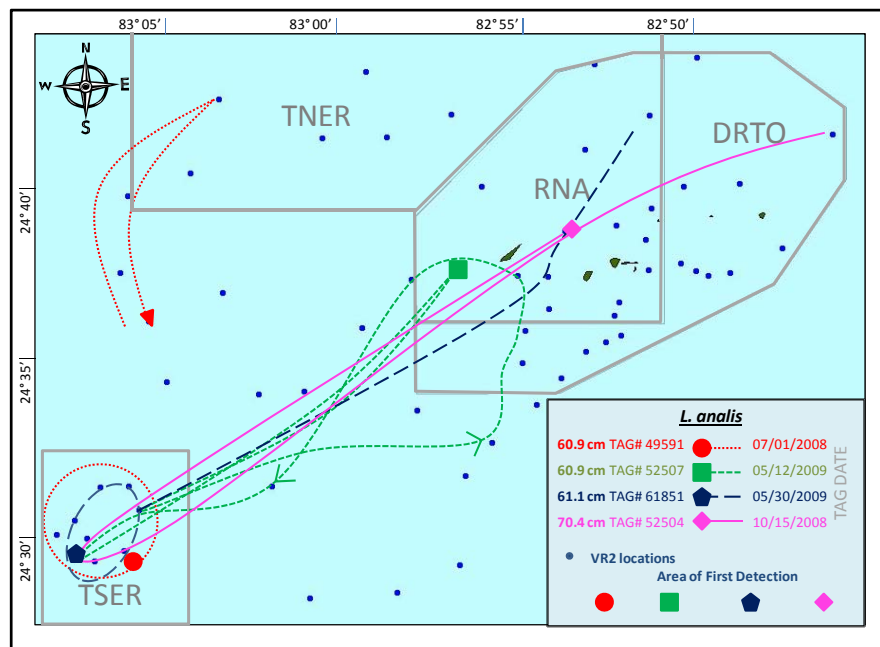 83°05’ 83°00’ 82°55’ 82°50’
N
W E
S
TNER
DRTO
RNA
24°40’
24°35’
24°30’
TSER
L. analis
60.9 cm TAG# 49591 07/01/2008
60.9 cm TAG# 52507 05/12/2009
61.1 cm TAG# 61851 05/30/2009
70.4 cm TAG# 52504 10/15/2008
TAG DATE
VR2 locations
Area of First Detection